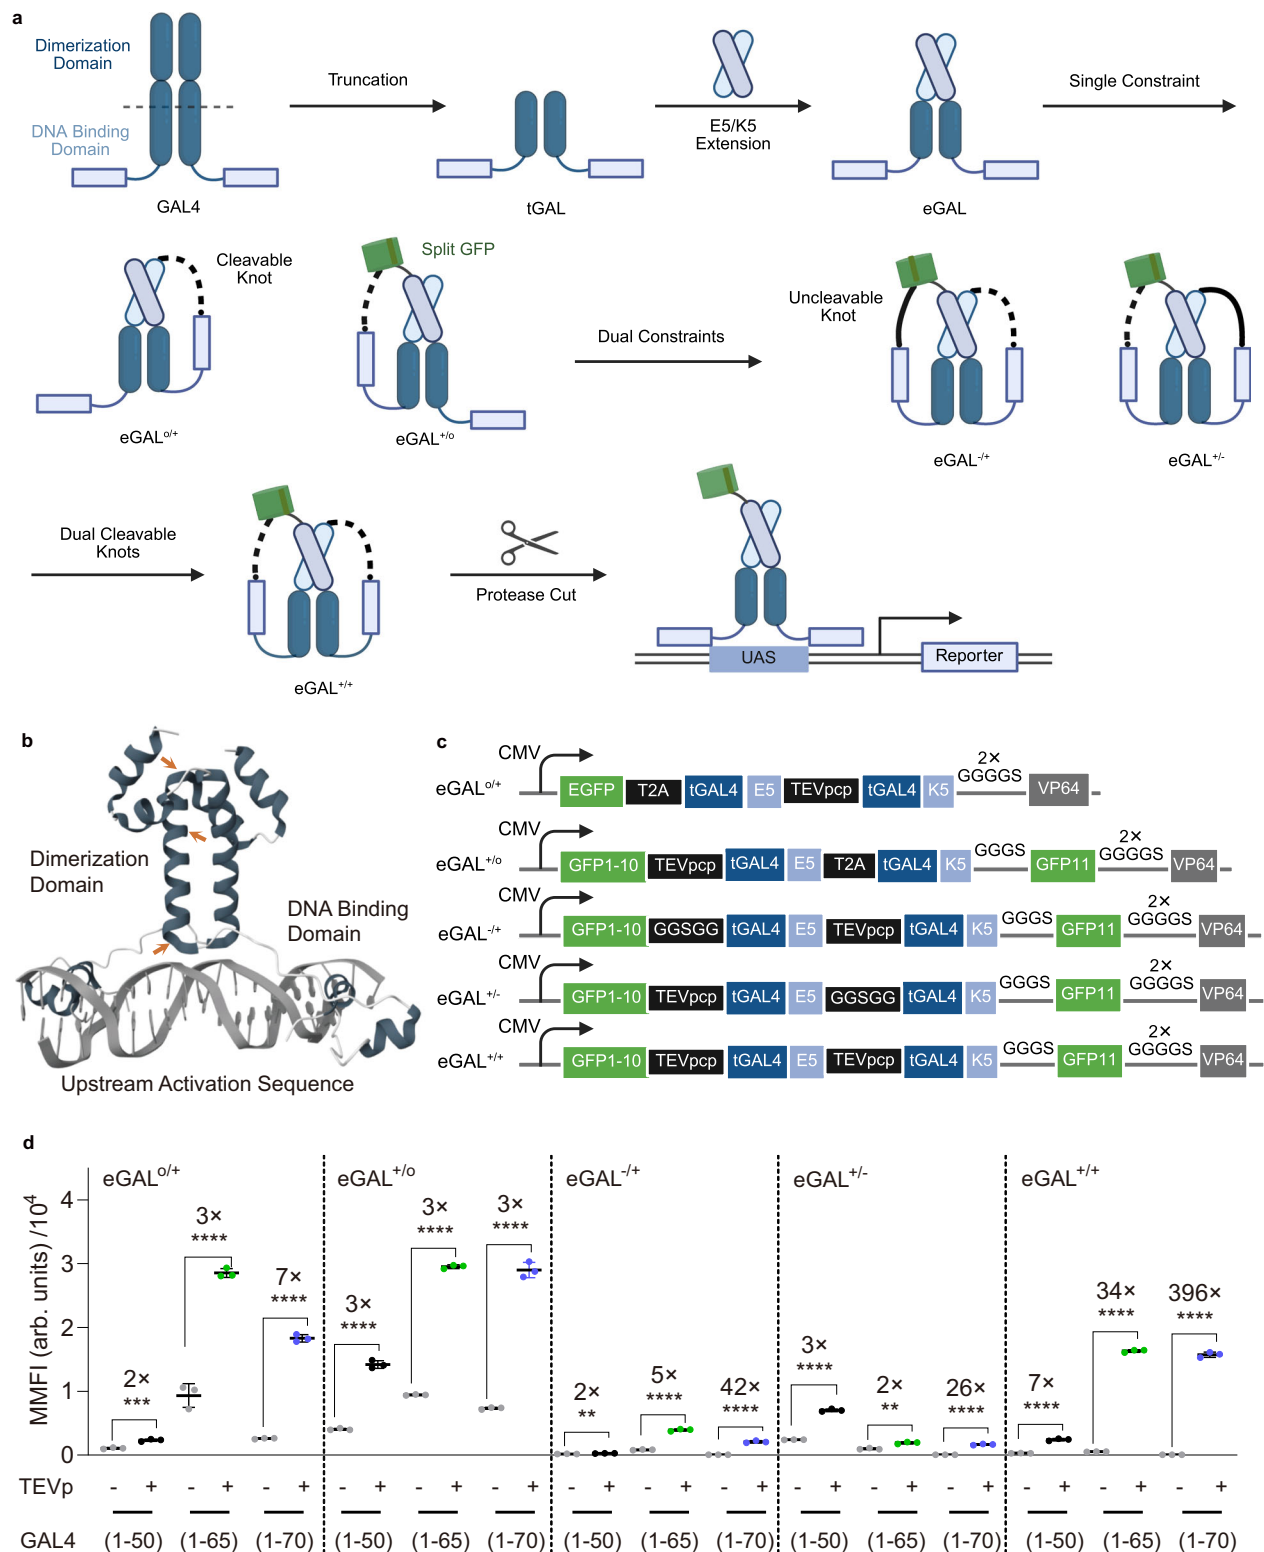 a
Dimerization
Domain
DNA Binding
Domain
GAL4
Truncation
tGAL
E5/K5
Extension
eGAL
Single Constraint
Cleavable
Knot
eGAL°/+
Split GFP
eGAL+/o
Dual Constraints
Uncleavable
Knot
eGAL-/+
eGAL+/-
Dual Cleavable
Knots
eGAL+/+
Protease Cut
UAS
Reporter
b
Dimerization
Domain
DNA Binding
Domain
Upstream Activation Sequence
c
CMV
eGALo/+ EGFP T2A tGAL4 E5 TEVpcp tGAL4 K5 2× GGGGS VP64
CMV
eGAL+/o GFP1-10 TEVpcp tGAL4 E5 T2A tGAL4 K5 GGGS GFP11 2× GGGGS VP64
CMV
eGAL-/+ GFP1-10 GGSGG tGAL4 E5 TEVpcp tGAL4 K5 GGGS GFP11 2× GGGGS VP64
CMV
eGAL+/- GFP1-10 TEVpcp tGAL4 E5 GGSGG tGAL4 K5 GGGS GFP11 2× GGGGS VP64
CMV
eGAL+/+ GFP1-10 TEVpcp tGAL4 E5 TEVpcp tGAL4 K5 GGGS GFP11 2× GGGGS VP64
d
MMFI (arb. units) /10^4
4
3
2
1
0
eGALo/+
2×
***
3×
****
7×
****
eGAL+/o
3×
****
3×
****
3×
****
eGAL-/+
2×
**
5×
****
42×
****
eGAL+/-
3×
****
2×
**
26×
****
eGAL+/+
7×
****
34×
****
396×
****
TEVp - + - + - + - + - + - + - + - + - + - + - + - + - + - + - +
GAL4 (1-50) (1-65) (1-70) (1-50) (1-65) (1-70) (1-50) (1-65) (1-70) (1-50) (1-65) (1-70) (1-50) (1-65) (1-70)